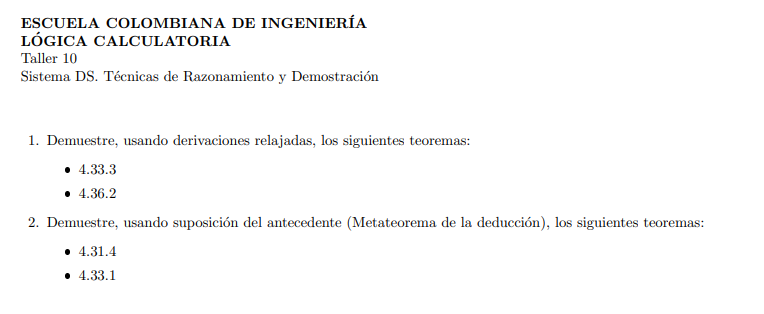 ESCUELA COLOMBIANA DE INGENIERÍA
LÓGICA CALCULATORIA
Taller 10
Sistema DS. Técnicas de Razonamiento y Demostración
1. Demuestre, usando derivaciones relajadas, los siguientes teoremas:
• 4.33.3
• 4.36.2
2. Demuestre, usando suposición del antecedente (Metateorema de la deducción), los siguientes teoremas:
• 4.31.4
• 4.33.1